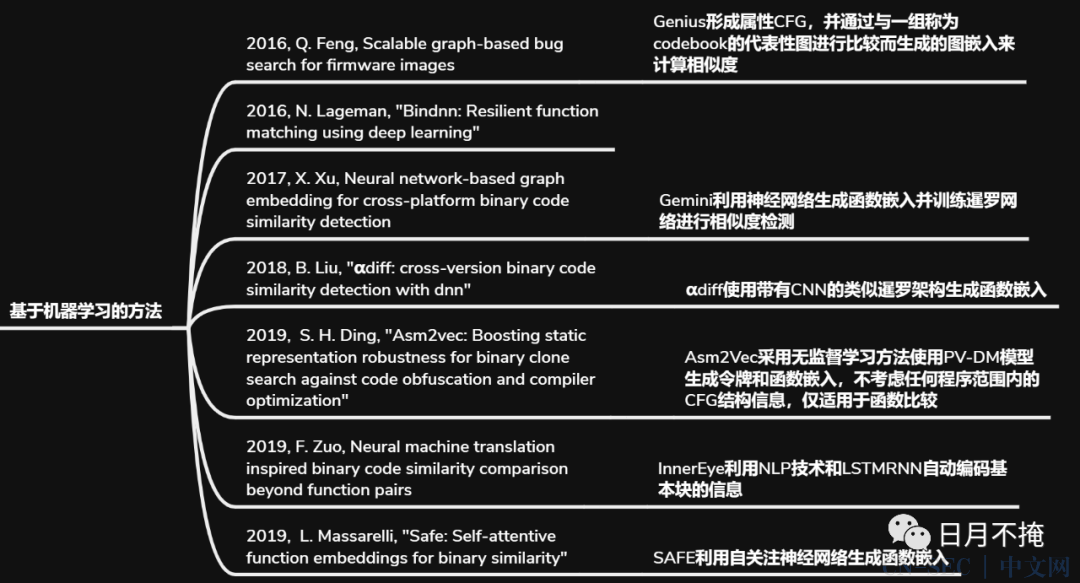 2016, Q. Feng, Scalable graph-based bug
search for firmware images
Genius形成属性CFG，并通过与一组称为
codebook的代表性图进行比较而生成的图嵌入来
计算相似度
2016, N. Lageman, "Bindnn: Resilient function
matching using deep learning"
2017, X. Xu, Neural network-based graph
embedding for cross-platform binary code
similarity detection
Gemini利用神经网络生成函数嵌入并训练暹罗网
络进行相似度检测
2018, B. Liu, "αdiff: cross-version binary code
similarity detection with dnn"
αdiff使用带有CNN的类似暹罗架构生成函数嵌入
基于机器学习的方法
2019, S. H. Ding, "Asm2vec: Boosting static
representation robustness for binary clone
search against code obfuscation and compiler
optimization"
Asm2Vec采用无监督学习方法使用PV-DM模型
生成令牌和函数嵌入，不考虑任何程序范围内的
CFG结构信息，仅适用于函数比较
2019, F. Zuo, Neural machine translation
inspired binary code similarity comparison
beyond function pairs
InnerEye利用NLP技术和LSTMRNN自动编码基
本块的信息
2019, L. Massarelli, "Safe: Self-attentive
function embeddings for binary similarity"
SAFE利用自关注神经网络生成函数嵌入
日月不掩
CN-SEC | 中文网